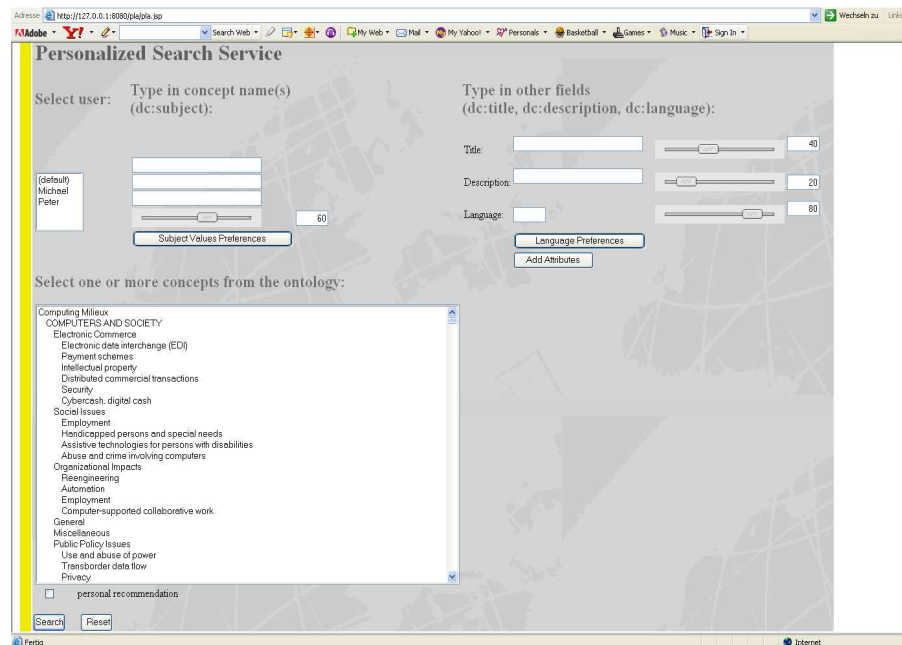 Adresse http://127.0.0.1:8080/pla/pla.jsp Wechseln zu Links
Adobe Y! Search Web My Web Mail My Yahoo! Personals Basketball Games Music Sign In
Personalized Search Service
Select user:
Type in concept name(s)
(dc:subject):
Type in other fields
(dc:title, dc:description, dc:language):
(default)
Michael
Peter
60
Subject Values Preferences
Title: 40
Description: 20
Language: 80
Language Preferences
Add Attributes
Select one or more concepts from the ontology:
Computing Milieux
COMPUTERS AND SOCIETY
Electronic Commerce
Electronic data interchange (EDI)
Payment schemes
Intellectual property
Distributed commercial transactions
Security
Cybercash, digital cash
Social Issues
Employment
Handicapped persons and special needs
Assistive technologies for persons with disabilities
Abuse and crime involving computers
Organizational Impacts
Reengineering
Automation
Employment
Computer-supported collaborative work
General
Miscellaneous
Public Policy Issues
Use and abuse of power
Transborder data flow
Privacy
personal recommendation
Search Reset
Fertig Internet